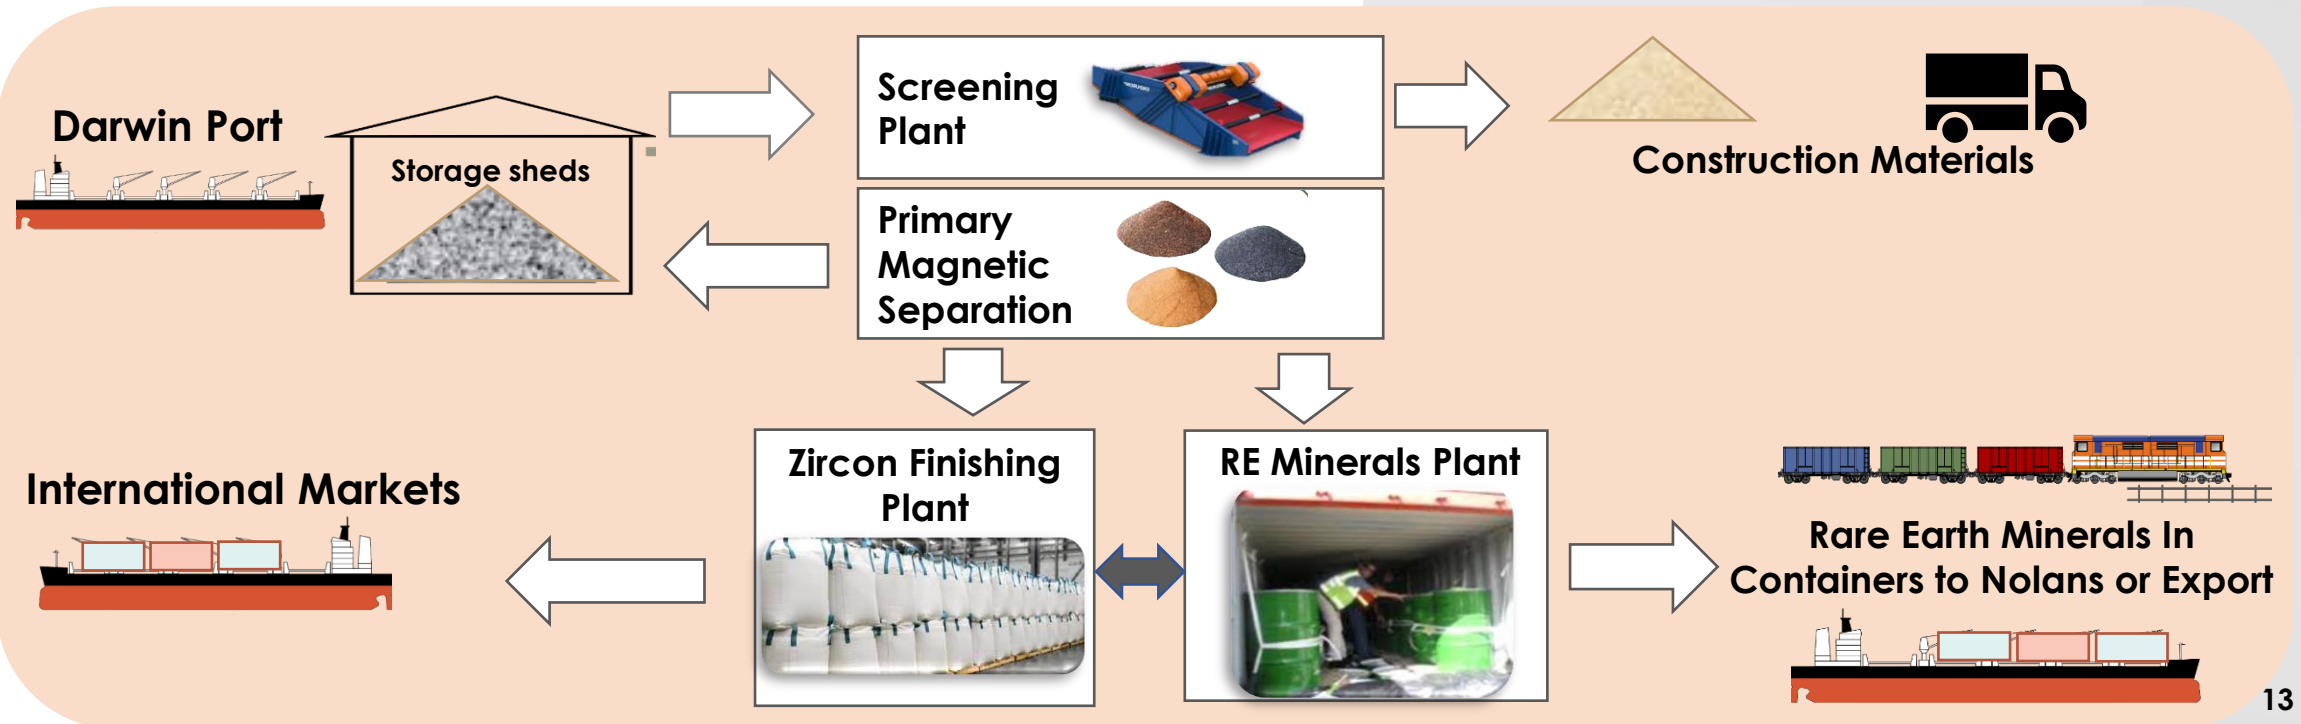 Darwin Port
Storage sheds
Screening
Plant
Construction Materials
Primary
Magnetic
Separation
International Markets
Zircon Finishing
Plant
RE Minerals Plant
Rare Earth Minerals In
Containers to Nolans or Export
13